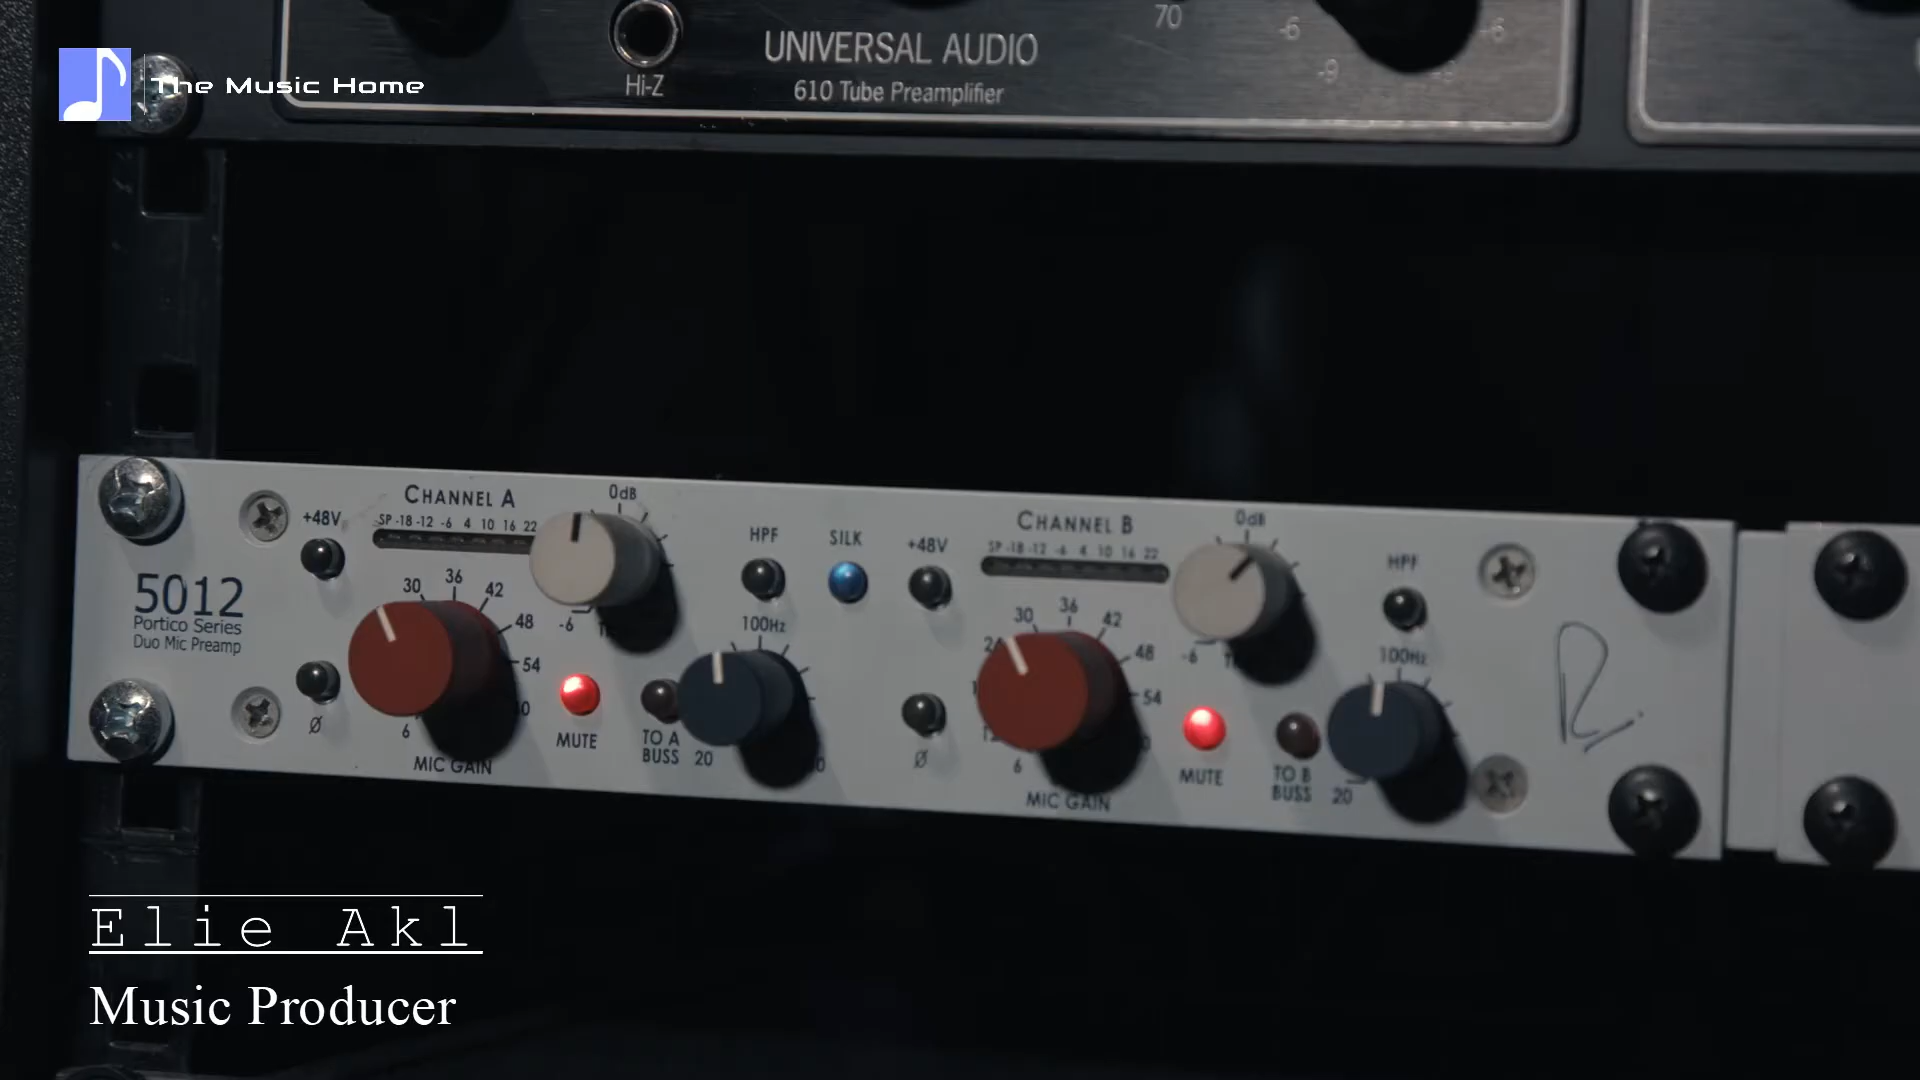 70
-6
-6
-9
UNIVERSAL AUDIO
610 Tube Preamplifier
Hi-Z
The Music Home
CHANNEL A
0dB
+48V
SP -18 -12 -6 4 10 16 22
HPF
SILK
+48V
CHANNEL B
SP -18 -12 -6 4 10 16 22
0dB
HPF
5012
Portico Series
Duo Mic Preamp
30
36
42
48
54
6
MIC GAIN
Ø
-6
MUTE
TO A
BUSS
100Hz
20
30
36
42
48
54
6
MIC GAIN
Ø
-6
MUTE
TO B
BUSS
100Hz
20
R
Elie Akl
Music Producer